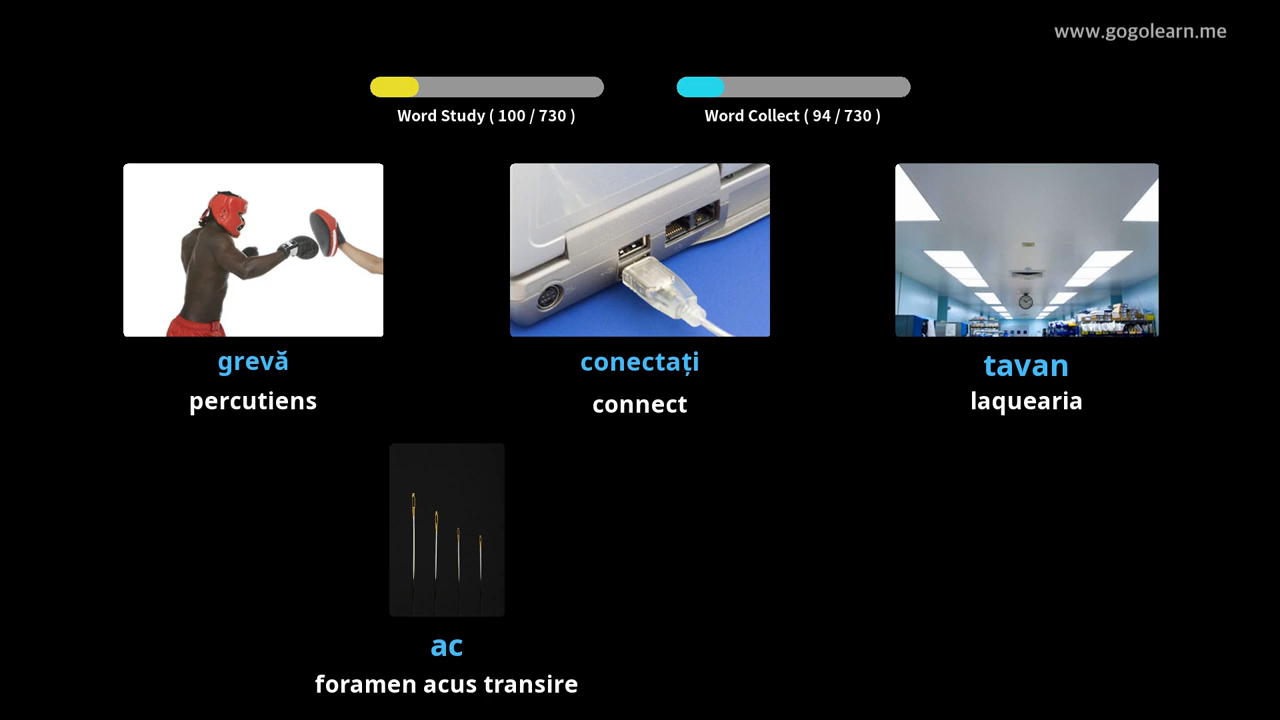 www.gogolearn.me
Word Study ( 100 / 730 )
Word Collect ( 94 / 730 )
grevă
percutiens
conectați
connect
tavan
laquearia
ac
foramen acus transire